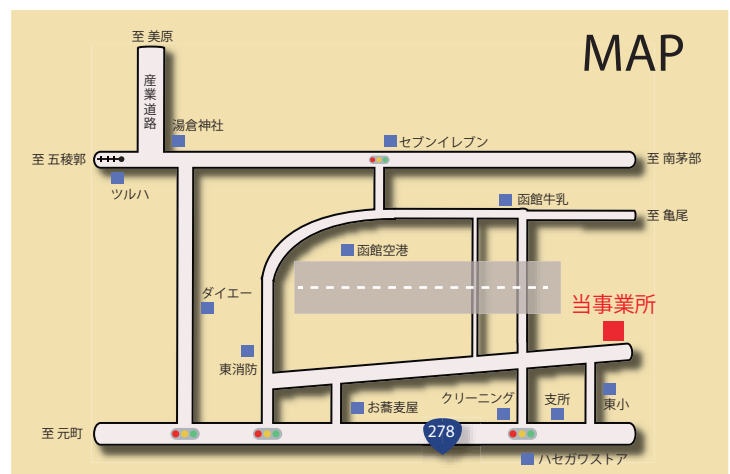 至 美原
MAP
産業道路
湯倉神社
セブンイレブン
至 五稜郭
至 南茅部
ツルハ
函館牛乳
至 亀尾
函館空港
ダイエー
当事業所
東消防
クリーニング
支所
東小
お蕎麦屋
至 元町
278
ハセガワストア